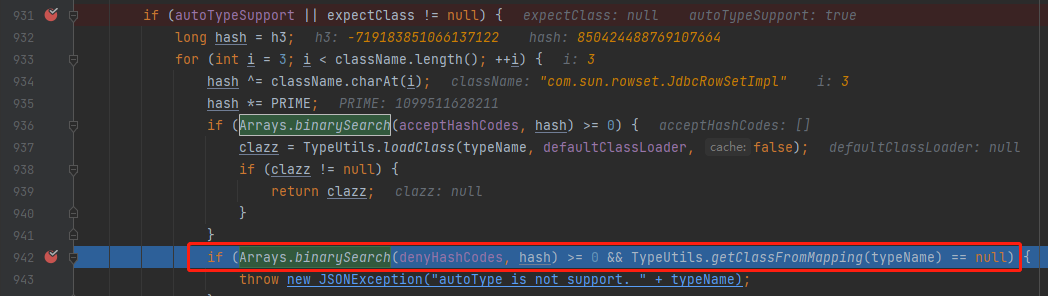 931 if (autoTypeSupport || expectClass != null) { expectClass: null autoTypeSupport: true
932 long hash = h3; h3: -719183851066137122 hash: 850424488769107664
933 for (int i = 3; i < className.length(); ++i) { i: 3
934 hash ^= className.charAt(i); className: "com.sun.rowset.JdbcRowSetImpl" i: 3
935 hash *= PRIME; PRIME: 1099511628211
936 if (Arrays.binarySearch(acceptHashCodes, hash) >= 0) { acceptHashCodes: []
937 clazz = TypeUtils.loadClass(typeName, defaultClassLoader, cache: false); defaultClassLoader: null
938 if (clazz != null) {
939 return clazz; clazz: null
940 }
941 }
942 if (Arrays.binarySearch(denyHashCodes, hash) >= 0 && TypeUtils.getClassFromMapping(typeName) == null) {
943 throw new JSONException("autoType is not support. " + typeName);